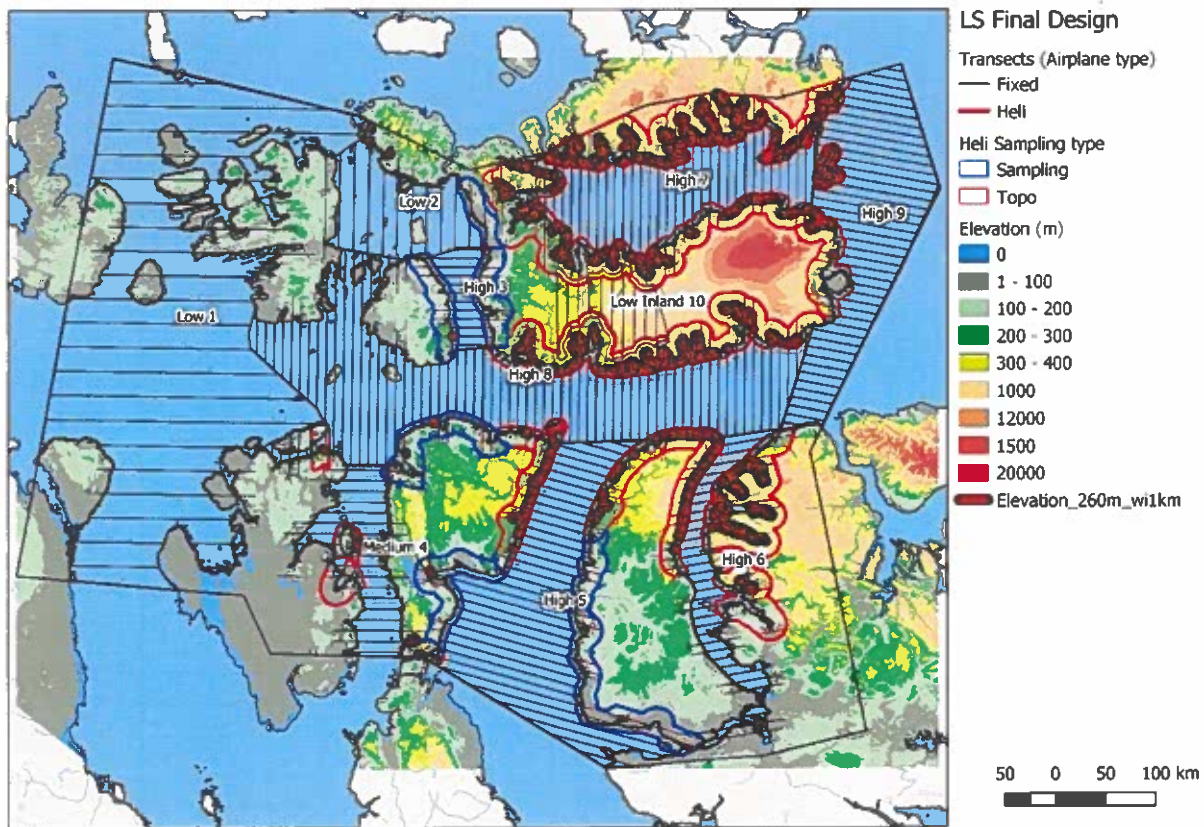 LS Final Design
Transects (Airplane type)
Fixed
Heli
Heli Sampling type
Sampling
Topo
Elevation (m)
0
1 - 100
100 - 200
200 - 300
300 - 400
1000
12000
1500
20000
Elevation_260m_wi1km
High 7
Low 2
High 9
High 3
Low Inland 10
Low 1
High 8
Medium 4
High 6
High 5
50 0 50 100 km